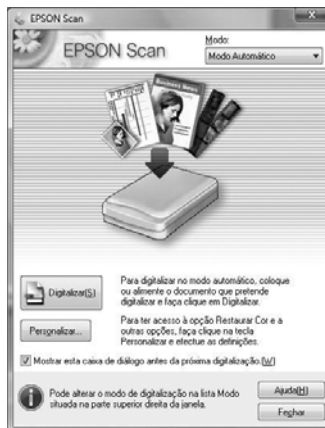 EPSON Scan
EPSON Scan
Modo:
Modo Automático
Business News
Digitalizar(S)
Para digitalizar no modo automático, coloque
ou alimente o documento que pretende
digitalizar e faça clique em Digitalizar.
Personalizar...
Para ter acesso à opção Restaurar Cor e a
outras opções, faça clique na tecla
Personalizar e efectue as definições.
Mostrar esta caixa de diálogo antes da próxima digitalização.(W)
Pode alterar o modo de digitalização na lista Modo
situada na parte superior direita da janela.
Ajuda(H)
Fechar